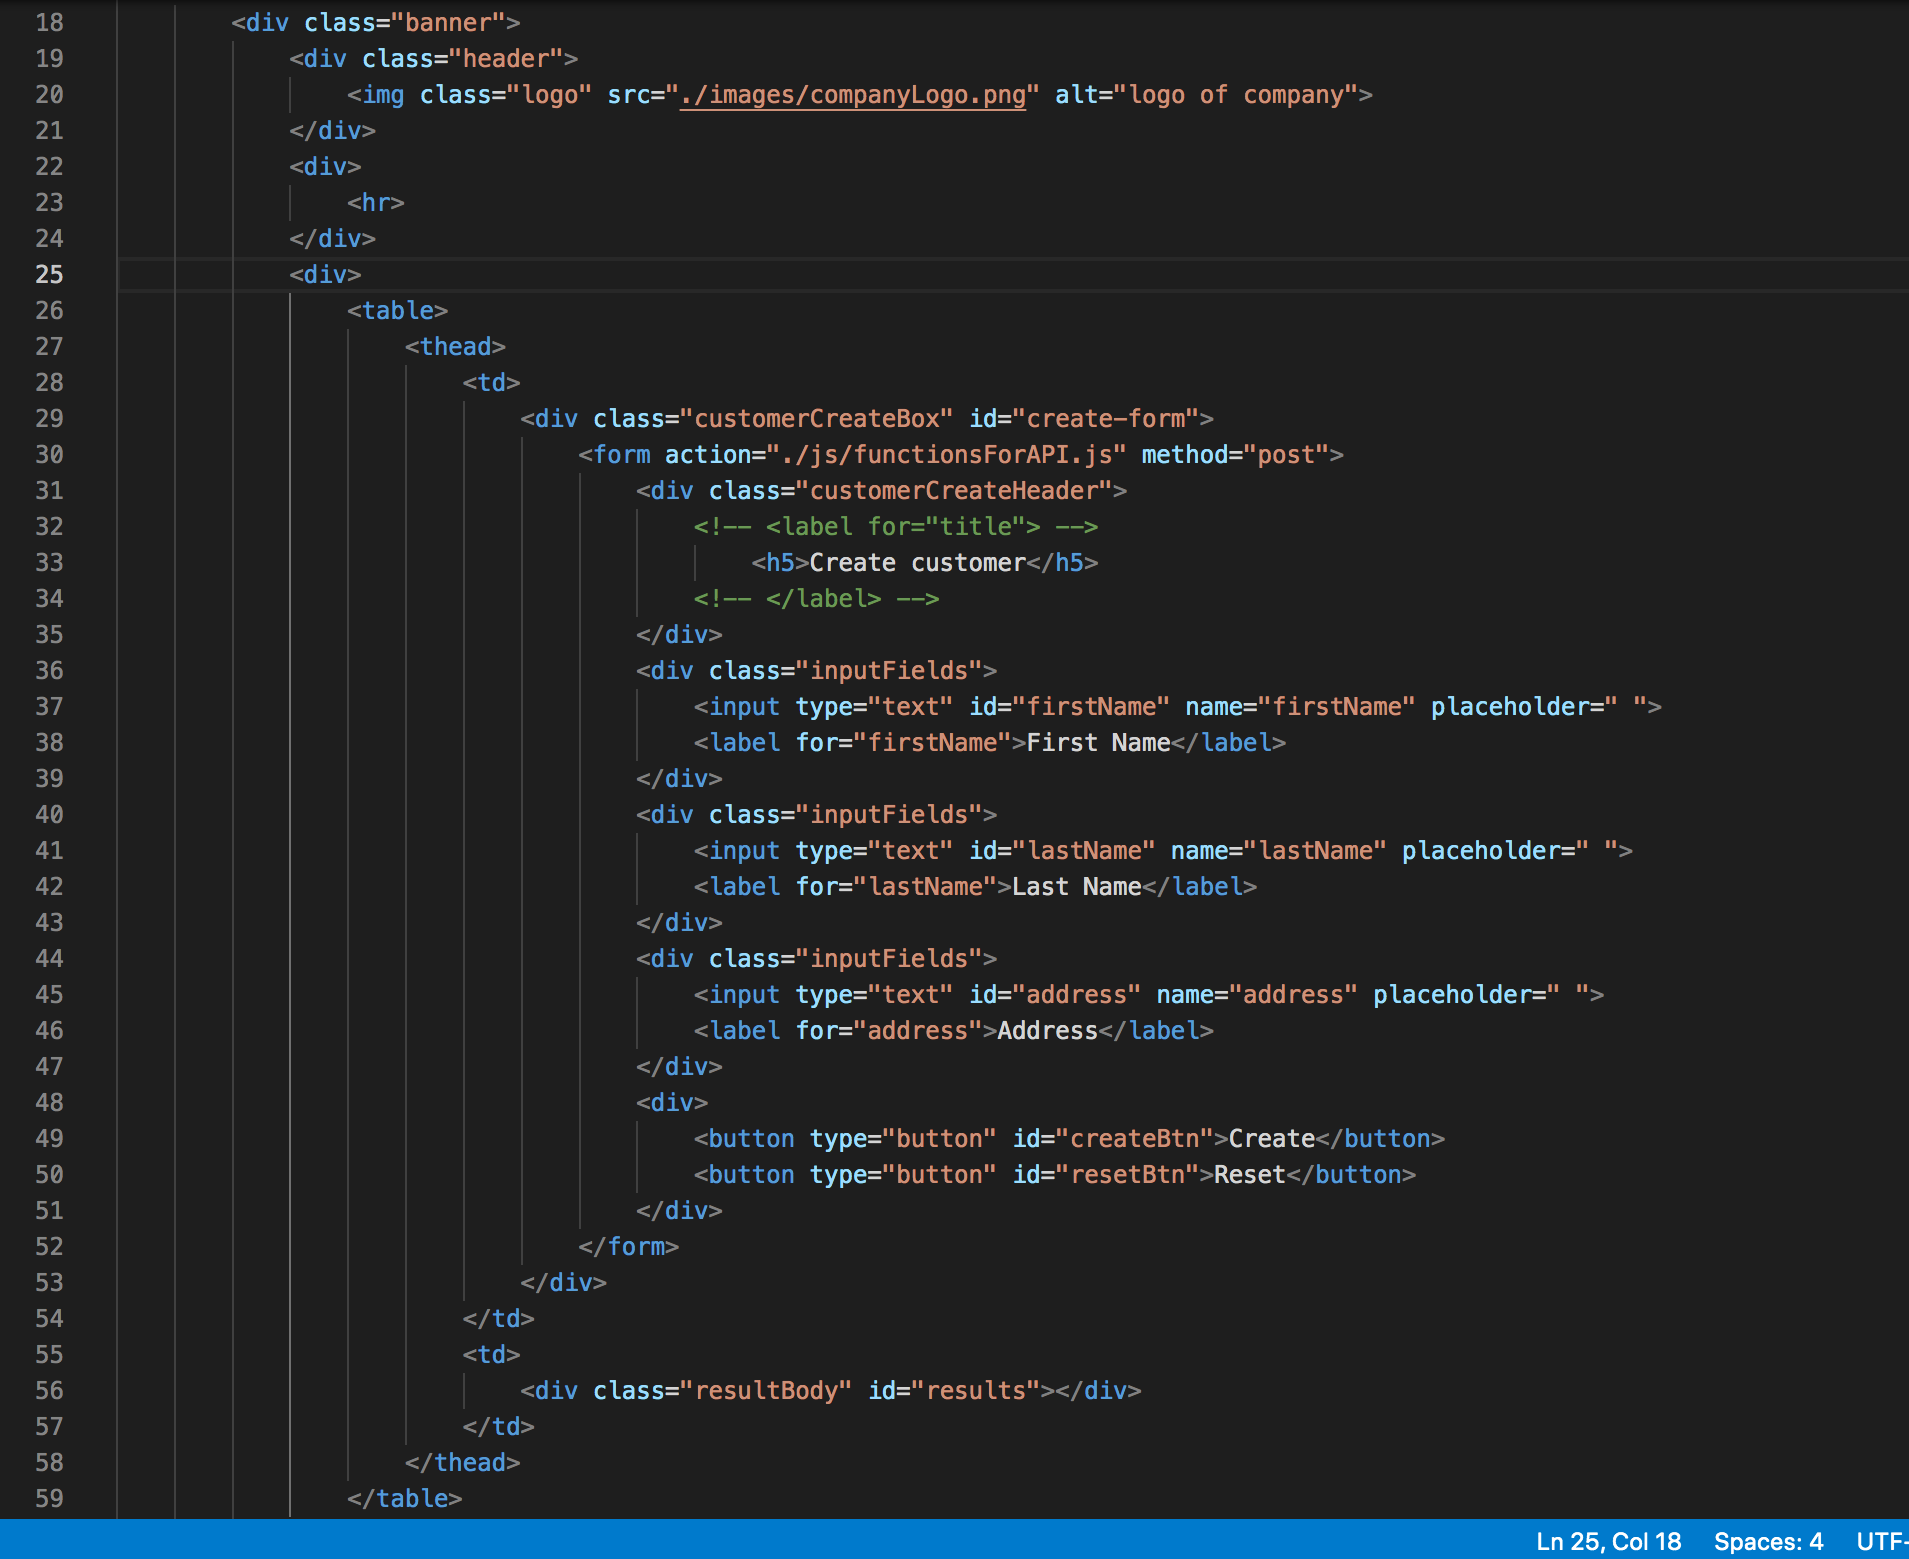 18 <div class="banner">
19 <div class="header">
20 <img class="logo" src="./images/companyLogo.png" alt="logo of company">
21 </div>
22 <div>
23 <hr>
24 </div>
25 <div>
26 <table>
27 <thead>
28 <td>
29 <div class="customerCreateBox" id="create-form">
30 <form action="./js/functionsForAPI.js" method="post">
31 <div class="customerCreateHeader">
32 <!-- <label for="title"> -->
33 <h5>Create customer</h5>
34 <!-- </label> -->
35 </div>
36 <div class="inputFields">
37 <input type="text" id="firstName" name="firstName" placeholder=" ">
38 <label for="firstName">First Name</label>
39 </div>
40 <div class="inputFields">
41 <input type="text" id="lastName" name="lastName" placeholder=" ">
42 <label for="lastName">Last Name</label>
43 </div>
44 <div class="inputFields">
45 <input type="text" id="address" name="address" placeholder=" ">
46 <label for="address">Address</label>
47 </div>
48 <div>
49 <button type="button" id="createBtn">Create</button>
50 <button type="button" id="resetBtn">Reset</button>
51 </div>
52 </form>
53 </div>
54 </td>
55 <td>
56 <div class="resultBody" id="results"></div>
57 </td>
58 </thead>
59 </table>
Ln 25, Col 18 Spaces: 4 UTF-